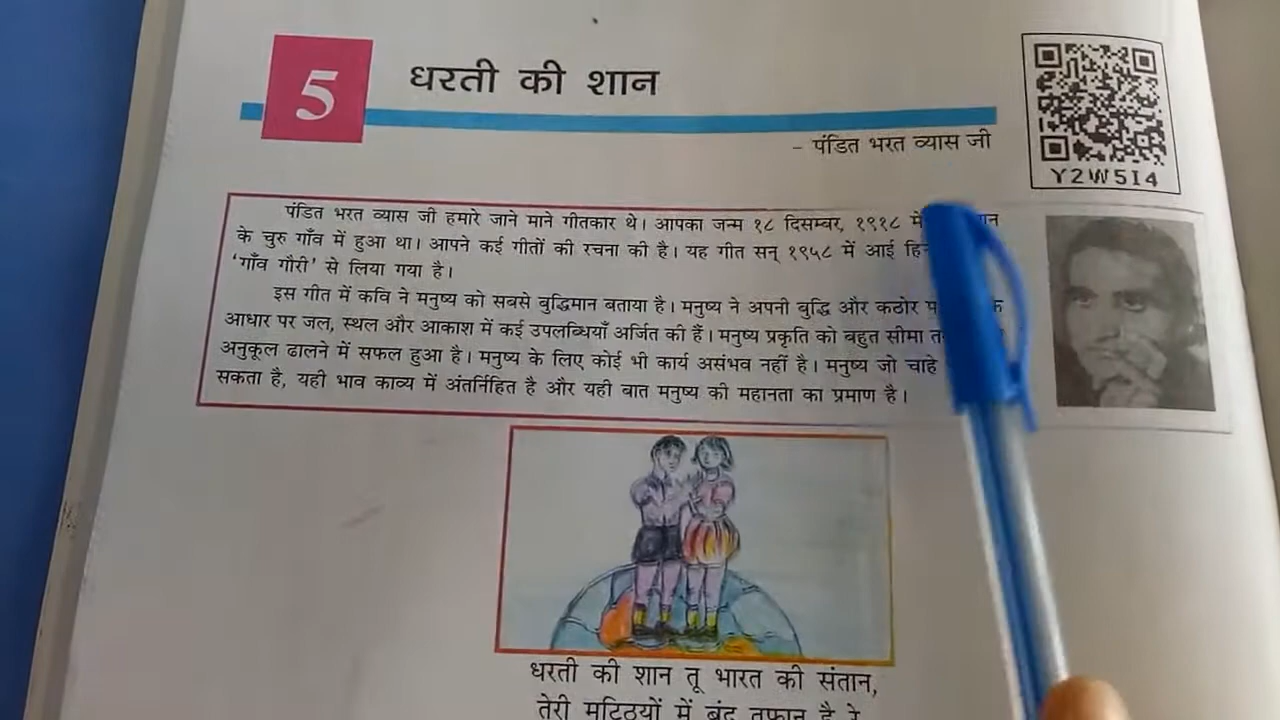 5
धरती की शान
- पंडित भरत व्यास जी
Y2W5I4
पंडित भरत व्यास जी हमारे जाने माने गीतकार थे। आपका जन्म १८ दिसम्बर, १९१८ में
के चुरु गाँव में हुआ था। आपने कई गीतों की रचना की है। यह गीत सन् १९५८ में आई
'गाँव गौरी' से लिया गया है।
इस गीत में कवि ने मनुष्य को सबसे बुद्धिमान बताया है। मनुष्य ने अपनी बुद्धि और कठोर
आधार पर जल, स्थल और आकाश में कई उपलब्धियाँ अर्जित की हैं। मनुष्य प्रकृति को बहुत सीमा
अनुकूल ढालने में सफल हुआ है। मनुष्य के लिए कोई भी कार्य असंभव नहीं है। मनुष्य जो चाहे
सकता है, यही भाव काव्य में अंतर्निहित है और यही बात मनुष्य की महानता का प्रमाण है।
धरती की शान तू भारत की संतान,
तेरी मुट्ठियों में बंद तूफान है रे